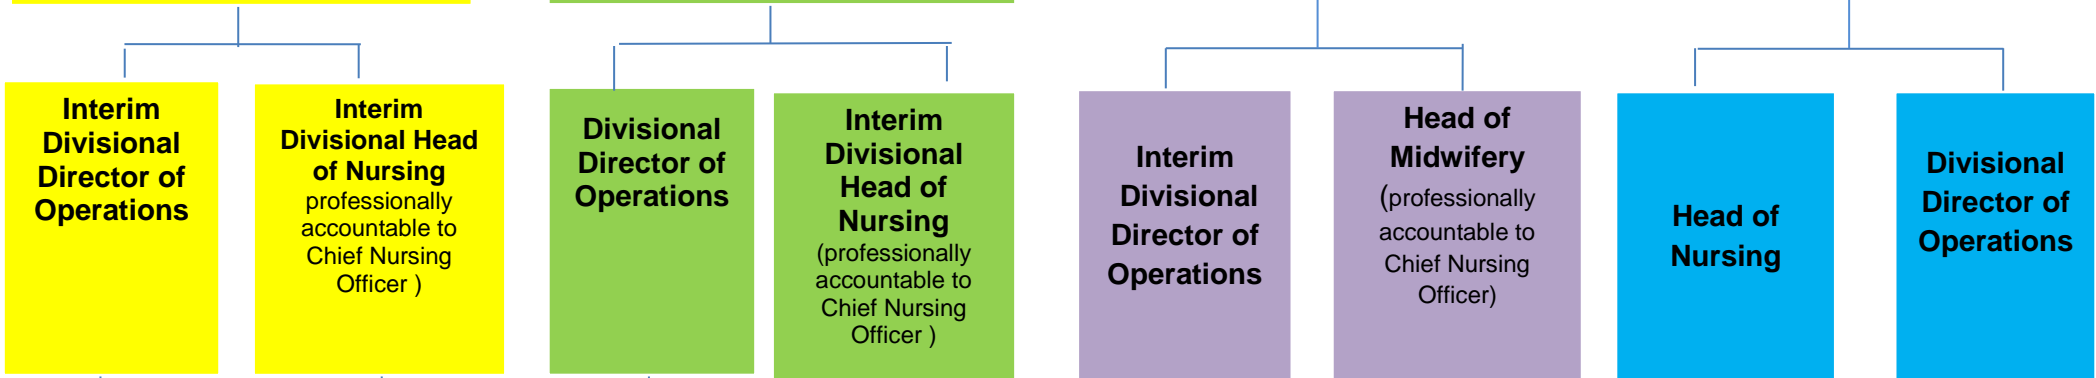 Interim
Divisional
Director of
Operations
Interim
Divisional Head
of Nursing
professionally
accountable to
Chief Nursing
Officer )
Divisional
Director of
Operations
Interim
Divisional
Head of
Nursing
(professionally
accountable to
Chief Nursing
Officer )
Interim
Divisional
Director of
Operations
Head of
Midwifery
(professionally
accountable to
Chief Nursing
Officer)
Head of
Nursing
Divisional
Director of
Operations